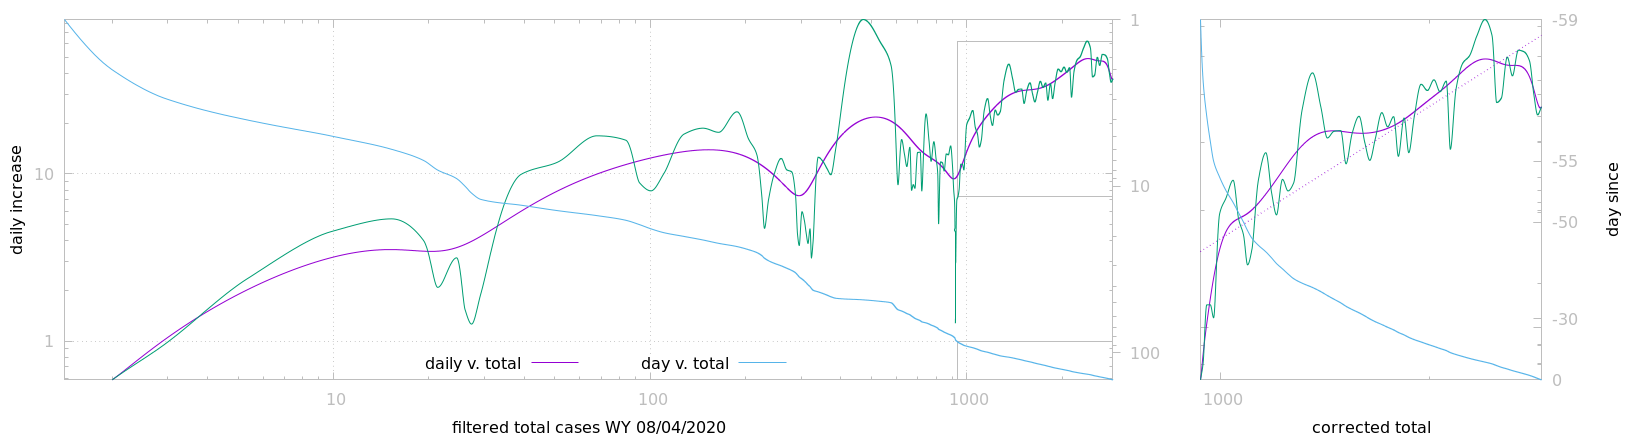 daily increase
10
1
daily v. total
day v. total
10
100
1000
filtered total cases WY 08/04/2020
1
10
100
1000
corrected total
-59
-55
-50
-30
0
day since